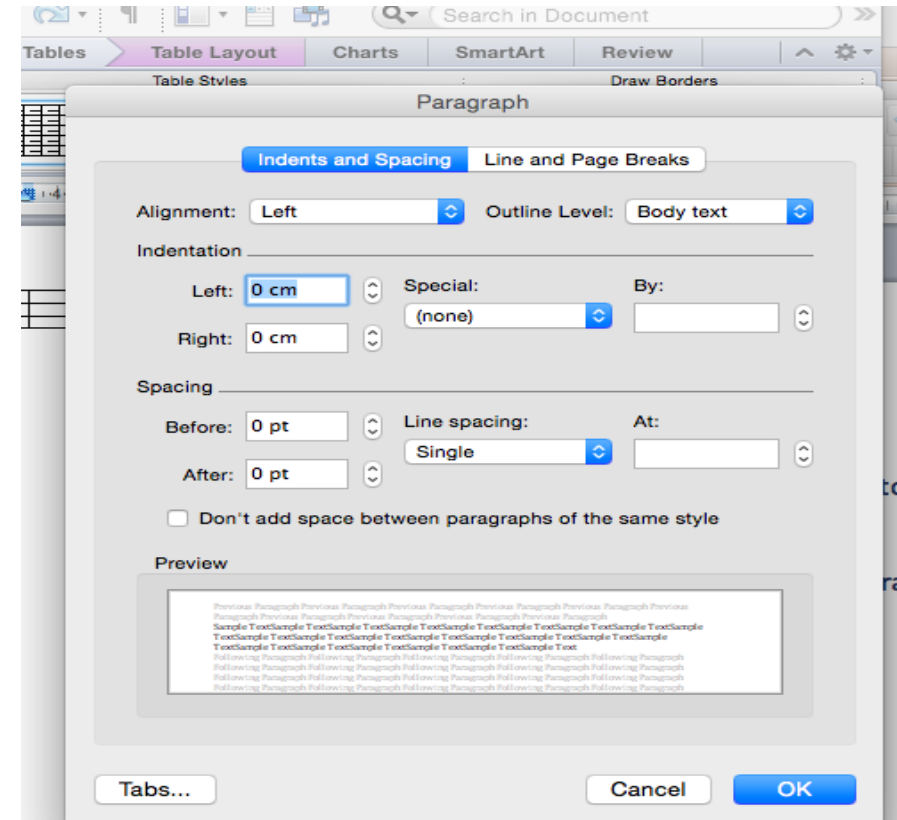 Search in Document
Tables Table Layout Charts SmartArt Review
Table Styles Draw Borders
Paragraph
Indents and Spacing Line and Page Breaks
4
Alignment: Left Outline Level: Body text
Indentation
Left: 0 cm Special: By:
(none)
Right: 0 cm
Spacing
Before: 0 pt Line spacing: At:
Single
After: 0 pt
Don't add space between paragraphs of the same style
Preview
Previous Paragraph Previous Paragraph Previous Paragraph Previous Paragraph Previous Paragraph Previous
Paragraph Previous Paragraph Previous Paragraph Previous Paragraph Previous Paragraph
Sample TextSample TextSample TextSample TextSample TextSample TextSample TextSample TextSample
TextSample TextSample TextSample TextSample TextSample TextSample TextSample TextSample
TextSample TextSample TextSample TextSample TextSample TextSample TextSample Text
Following Paragraph Following Paragraph Following Paragraph Following Paragraph Following Paragraph
Following Paragraph Following Paragraph Following Paragraph Following Paragraph Following Paragraph
Following Paragraph Following Paragraph Following Paragraph Following Paragraph Following Paragraph
Following Paragraph Following Paragraph Following Paragraph Following Paragraph Following Paragraph
Tabs... Cancel OK